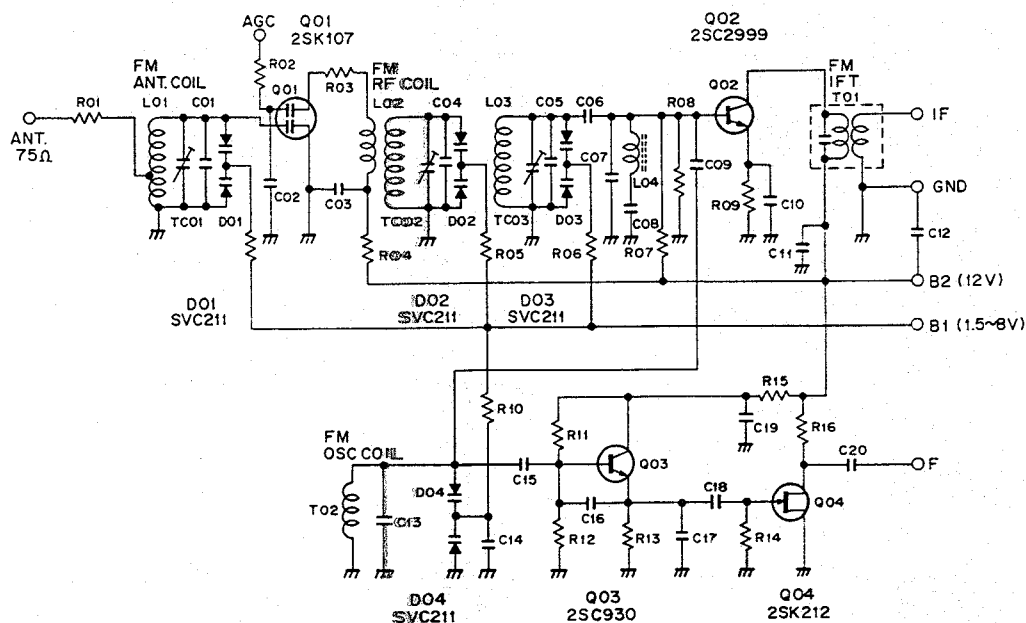 AGC
Q01
2SK107
Q02
2SC2999
R02
FM
ANT. COIL
L01 C01
Q01
R03
FM
RF COIL
L02 C04
L03 C05 C06
R08
Q02
FM
IFT
T01
IF
R01
ANT.
75Ω
C07
L04
C09
GND
R09
C10
C02
C03
TC01 D01
TC02 D02
TC03 D03
C08
R07
C11
C12
R04
R05
R06
B2 (12V)
D01
SVC211
D02
SVC211
D03
SVC211
B1 (1.5~8V)
R15
R10
R11
C19
R16
FM
OSC COIL
C20
F
C15
Q03
D04
C18
Q04
T02
C13
C16
C14
R12
R13
C17
R14
D04
SVC211
Q03
2SC930
Q04
2SK212